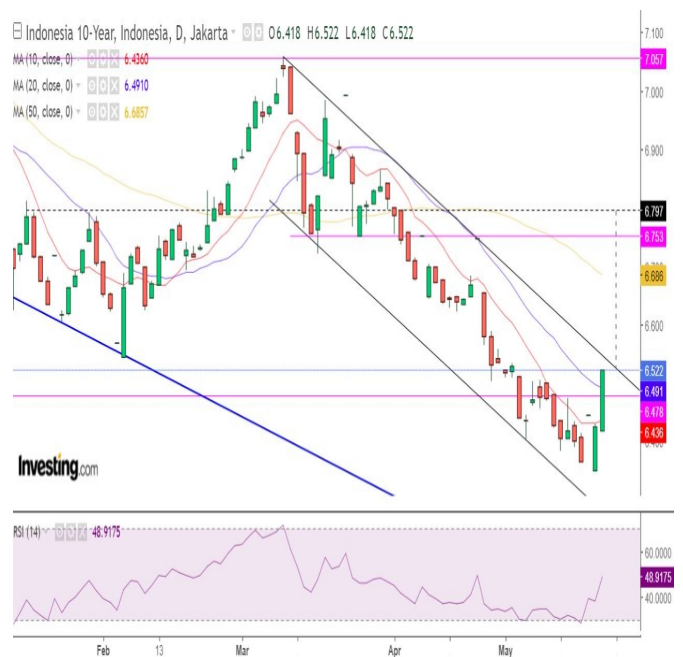 Indonesia 10-Year, Indonesia, D, Jakarta O6.418 H6.522 L6.418 C6.522
MA (10, close, 0) 6.4360
MA (20, close, 0) 6.4910
MA (50, close, 0) 6.6857
7.100
7.057
7.000
6.900
6.797
6.753
6.686
6.600
6.522
6.491
6.478
6.436
Investing.com
RSI (14) 48.9175
60.0000
48.9175
40.0000
Feb 13 Mar Apr May